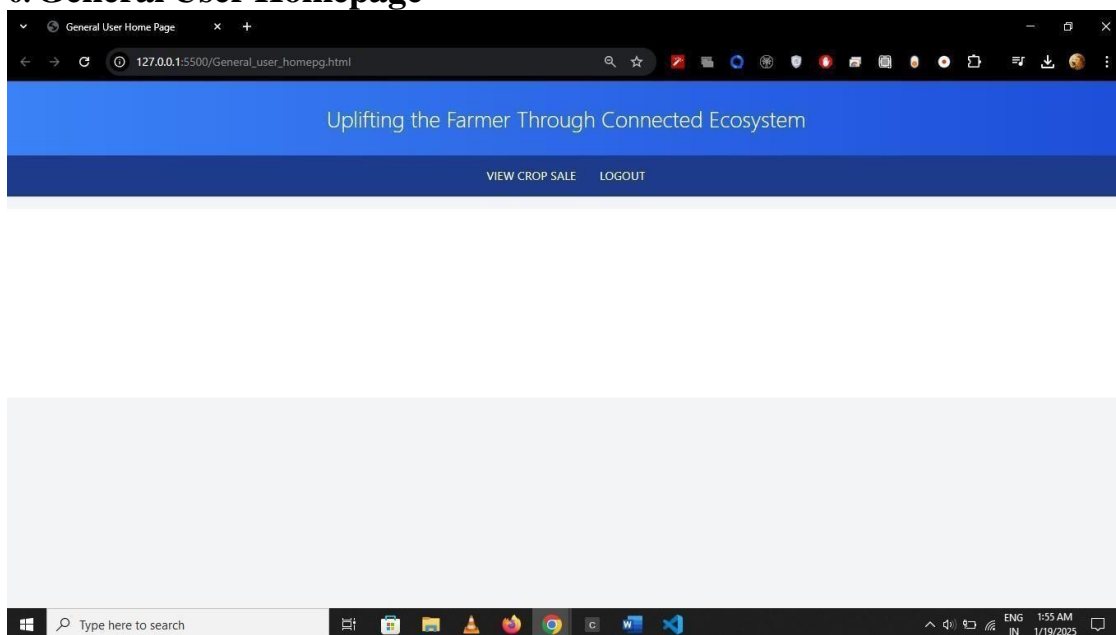 6. General User Homepage
General User Home Page
127.0.0.1:5500/General_user_homepg.html
Uplifting the Farmer Through Connected Ecosystem
VIEW CROP SALE LOGOUT
Type here to search
C W
ENG 1:55 AM
IN 1/19/2025